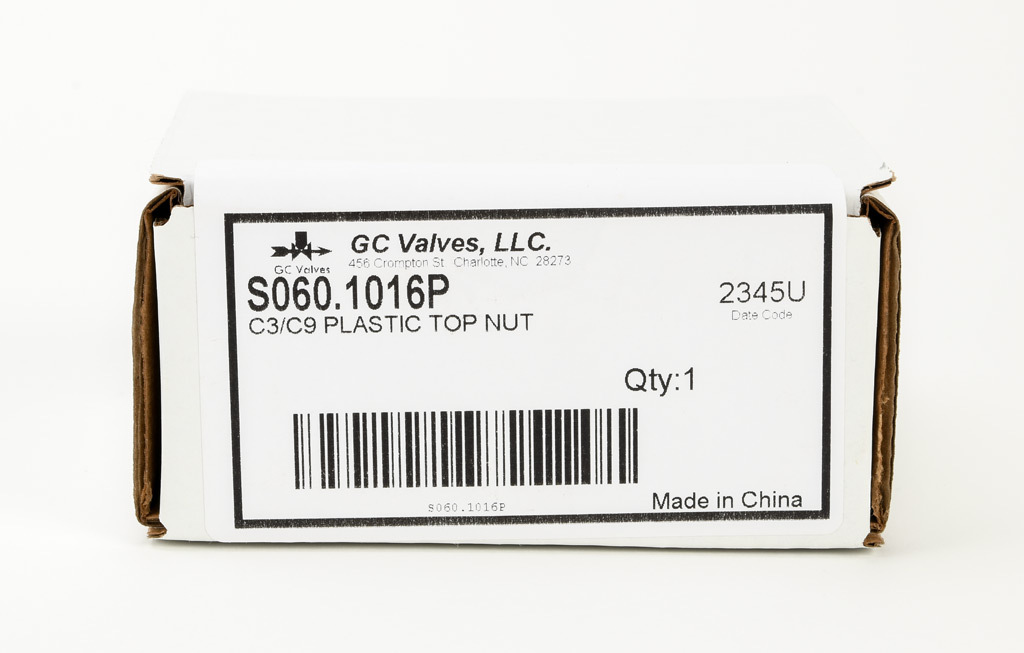 GC Valves
GC Valves, LLC.
456 Crompton St. Charlotte, NC 28273
S060.1016P
C3/C9 PLASTIC TOP NUT
2345U
Date Code
Qty:1
S060.1016P
Made in China